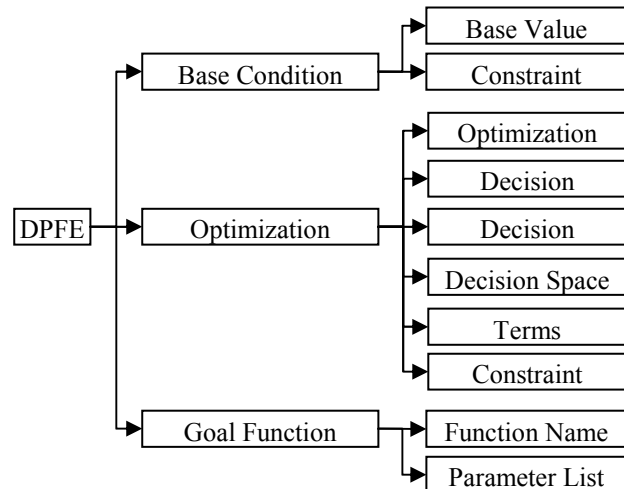 DPFE
Base Condition
Base Value
Constraint
Optimization
Optimization
Decision
Decision
Decision Space
Terms
Constraint
Goal Function
Function Name
Parameter List